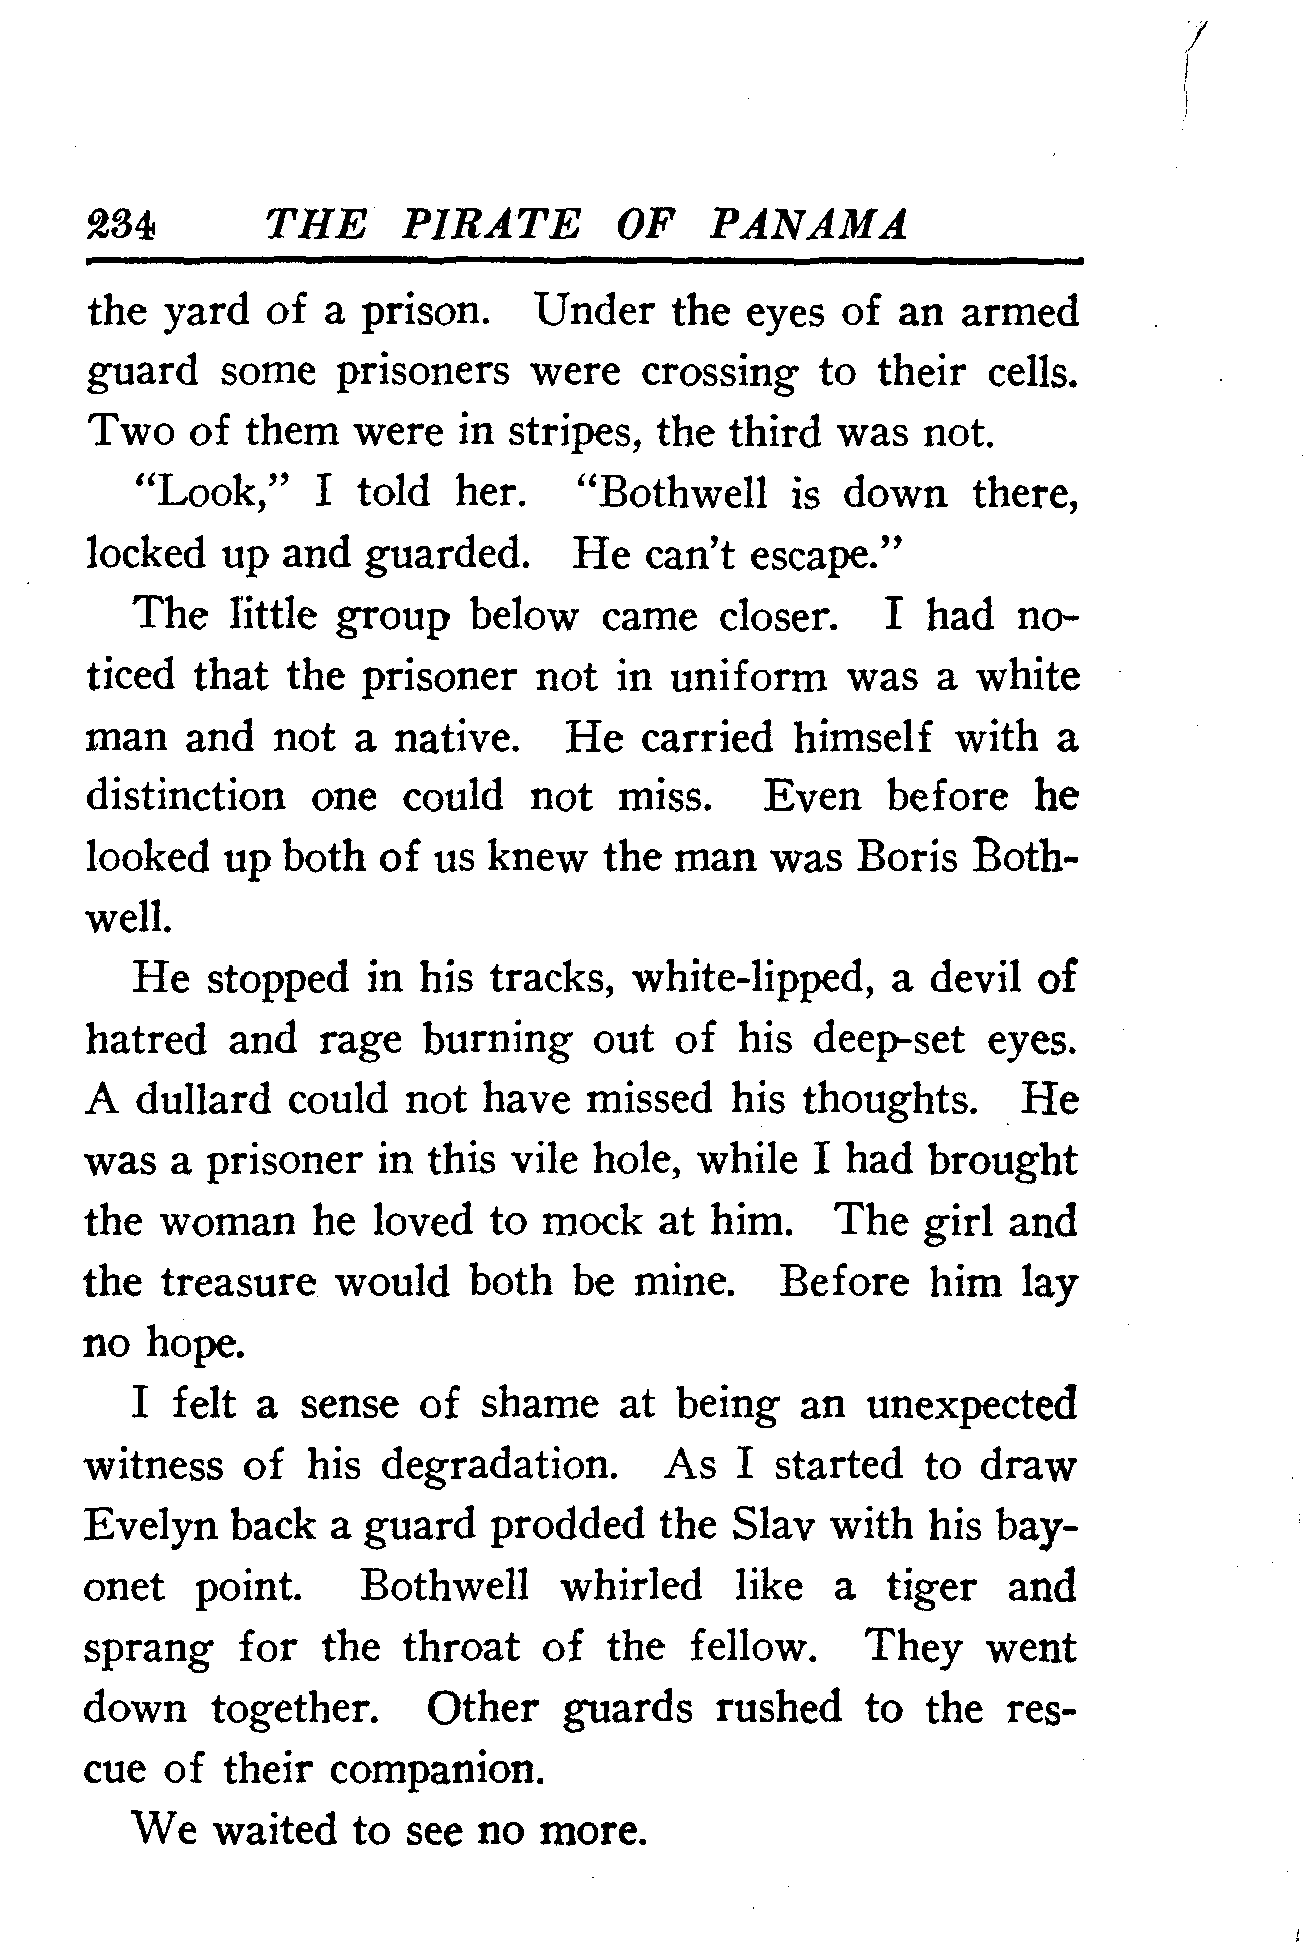 234 THE PIRATE OF PANAMA
the yard of a prison. Under the eyes of an armed
guard some prisoners were crossing to their cells.
Two of them were in stripes, the third was not.
“Look,” I told her. “Bothwell is down there,
locked up and guarded. He can’t escape.”
The little group below came closer. I had no-
ticed that the prisoner not in uniform was a white
man and not a native. He carried himself with a
distinction one could not miss. Even before he
looked up both of us knew the man was Boris Both-
well.
He stopped in his tracks, white-lipped, a devil of
hatred and rage burning out of his deep-set eyes.
A dullard could not have missed his thoughts. He
was a prisoner in this vile hole, while I had brought
the woman he loved to mock at him. The girl and
the treasure would both be mine. Before him lay
no hope.
I felt a sense of shame at being an unexpected
witness of his degradation. As I started to draw
Evelyn back a guard prodded the Slav with his bay-
onet point. Bothwell whirled like a tiger and
sprang for the throat of the fellow. They went
down together. Other guards rushed to the res-
cue of their companion.
We waited to see no more.